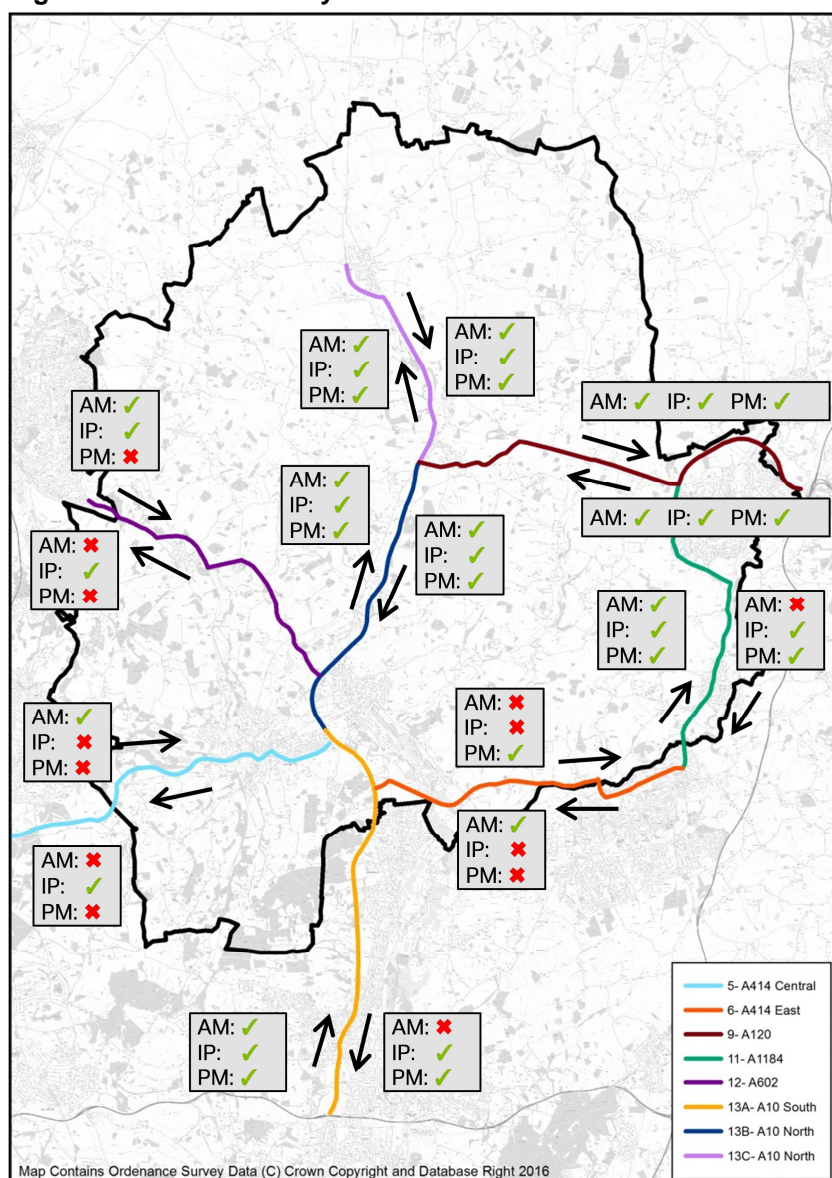 AM: ✓
IP: ✓
PM: ✓
AM: ✓
IP: ✓
PM: ✓
AM: ✓ IP: ✓ PM: ✓
AM: ✓
IP: ✓
PM: ✖
AM: ✓
IP: ✓
PM: ✓
AM: ✓ IP: ✓ PM: ✓
AM: ✓
IP: ✓
PM: ✓
AM: ✖
IP: ✓
PM: ✖
AM: ✓
IP: ✓
PM: ✓
AM: ✖
IP: ✓
PM: ✓
AM: ✖
IP: ✖
PM: ✓
AM: ✓
IP: ✖
PM: ✖
AM: ✓
IP: ✖
PM: ✖
AM: ✖
IP: ✓
PM: ✖
AM: ✓
IP: ✓
PM: ✓
AM: ✖
IP: ✓
PM: ✓
5- A414 Central
6- A414 East
9- A120
11- A1184
12- A602
13A- A10 South
13B- A10 North
13C- A10 North
Map Contains Ordenance Survey Data (C) Crown Copyright and Database Right 2016